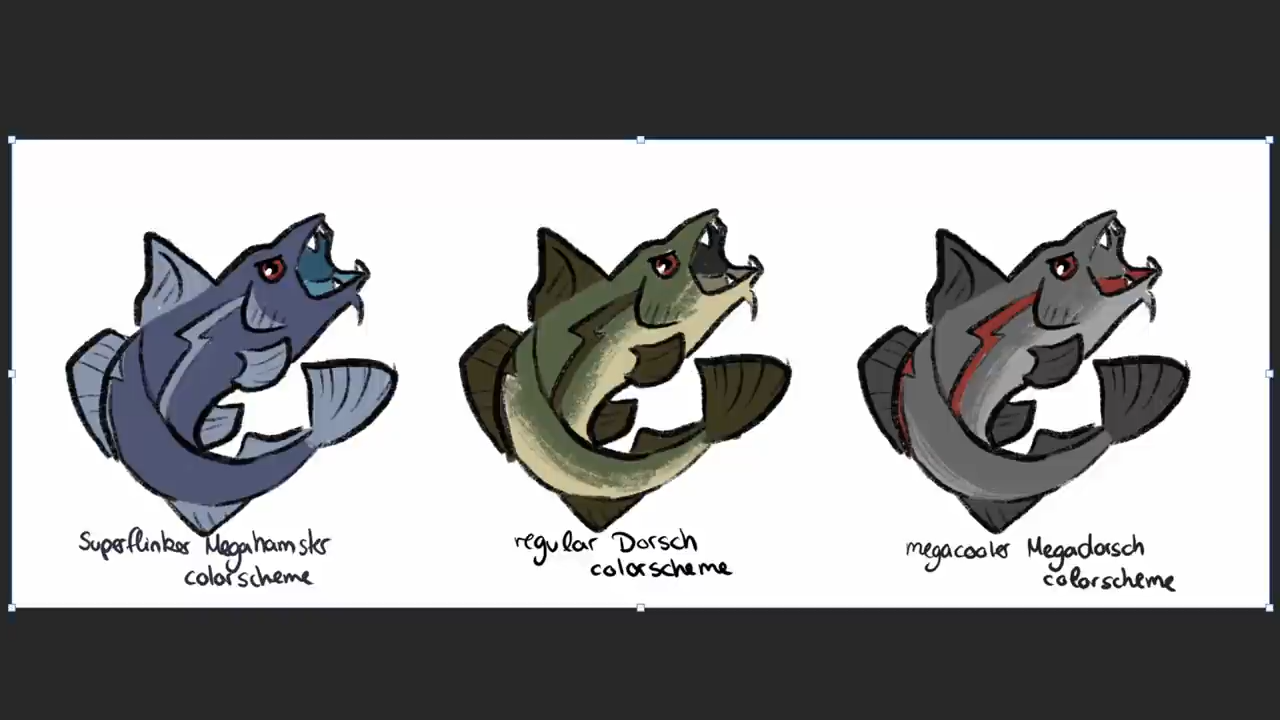 Superflinker Megahamster
colorscheme
regular Dorsch
colorscheme
megacooler Megadorsch
colorscheme